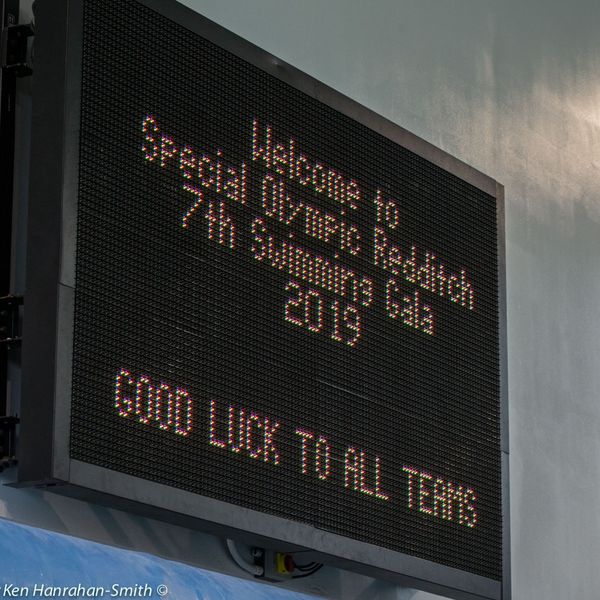 Welcome to
Special Olympic Redditch
7th Swimming Gala
2019
GOOD LUCK TO ALL TEAMS
Ken Hanrahan-Smith ©